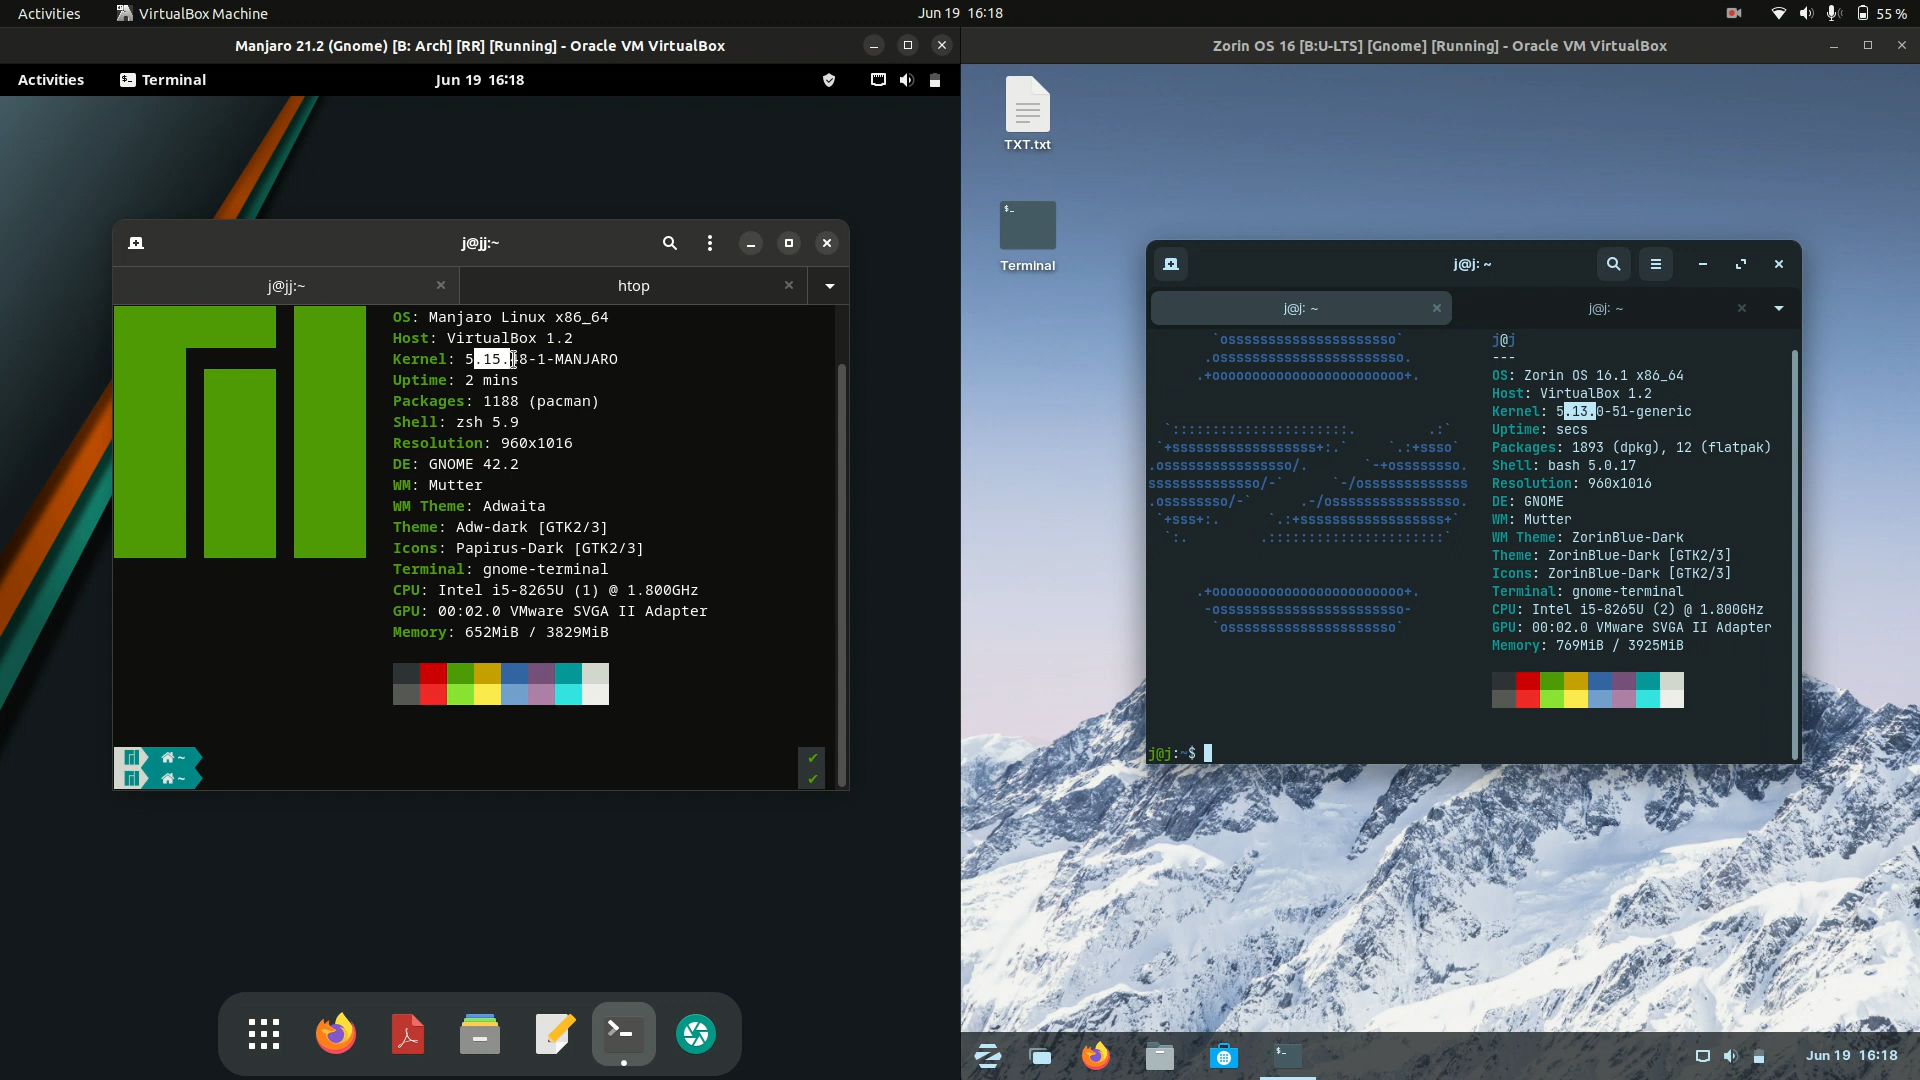 Activities
VirtualBox Machine
Jun 19 16:18
55 %
Manjaro 21.2 (Gnome) [B: Arch] [RR] [Running] - Oracle VM VirtualBox
Activities
Terminal
Jun 19 16:18
j@jj:~
j@jj:~
htop
OS: Manjaro Linux x86_64
Host: VirtualBox 1.2
Kernel: 5.15.48-1-MANJARO
Uptime: 2 mins
Packages: 1188 (pacman)
Shell: zsh 5.9
Resolution: 960x1016
DE: GNOME 42.2
WM: Mutter
WM Theme: Adwaita
Theme: Adw-dark [GTK2/3]
Icons: Papirus-Dark [GTK2/3]
Terminal: gnome-terminal
CPU: Intel i5-8265U (1) @ 1.800GHz
GPU: 00:02.0 VMware SVGA II Adapter
Memory: 652MiB / 3829MiB
~
~
Zorin OS 16 [B:U-LTS] [Gnome] [Running] - Oracle VM VirtualBox
TXT.txt
Terminal
j@j: ~
j@j: ~
j@j: ~
j@j
---
OS: Zorin OS 16.1 x86_64
Host: VirtualBox 1.2
Kernel: 5.13.0-51-generic
Uptime: secs
Packages: 1893 (dpkg), 12 (flatpak)
Shell: bash 5.0.17
Resolution: 960x1016
DE: GNOME
WM: Mutter
WM Theme: ZorinBlue-Dark
Theme: ZorinBlue-Dark [GTK2/3]
Icons: ZorinBlue-Dark [GTK2/3]
Terminal: gnome-terminal
CPU: Intel i5-8265U (2) @ 1.800GHz
GPU: 00:02.0 VMware SVGA II Adapter
Memory: 769MiB / 3925MiB
j@j:~$
Jun 19 16:18